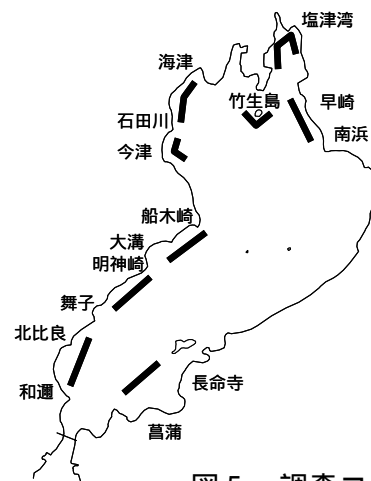 塩津湾
海津
竹生島
早崎
石田川
南浜
今津
船木崎
大溝
明神崎
舞子
北比良
和邇
長命寺
菖蒲